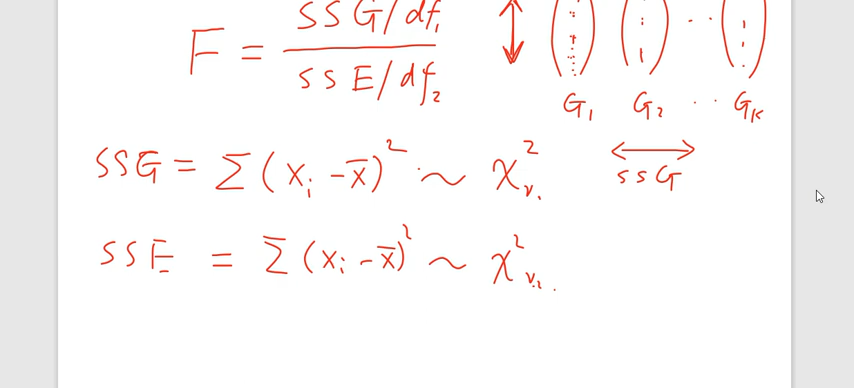 F = SSG/df₁ / SSE/df₂
G₁ G₂ .. Gₖ
SSG = Σ(xᵢ - x̄)² ~ χ²ᵥ₁
SSG
SSE = Σ(xᵢ - x̄)² ~ χ²ᵥ₂.